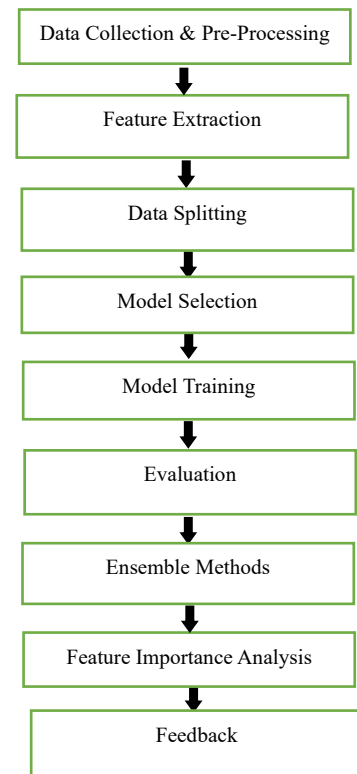 Data Collection & Pre-Processing
Feature Extraction
Data Splitting
Model Selection
Model Training
Evaluation
Ensemble Methods
Feature Importance Analysis
Feedback